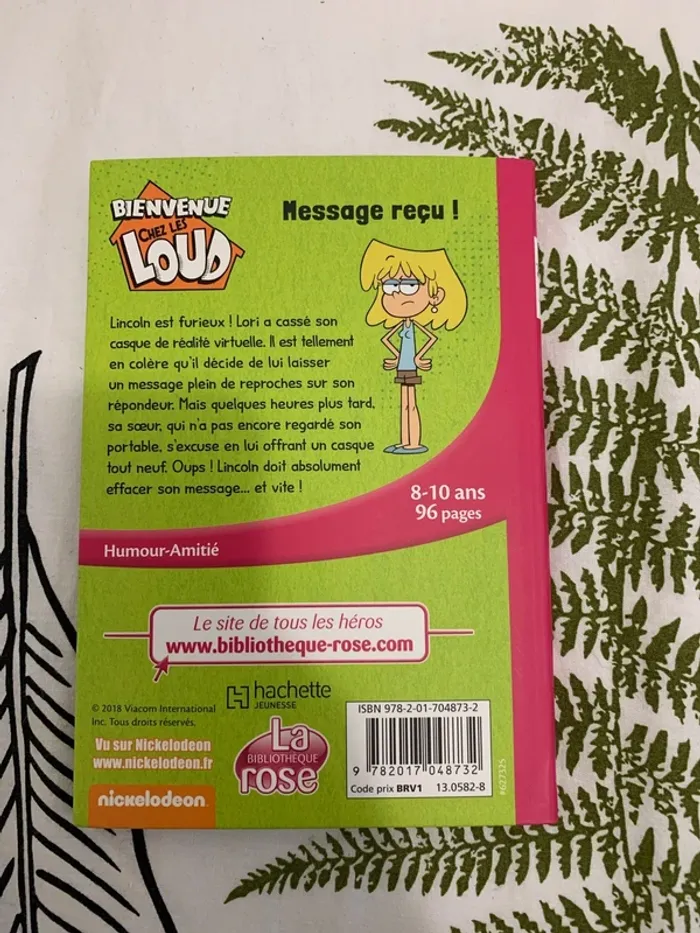 BIENVENUE
CHEZ LES
LOUD
Message reçu !
Lincoln est furieux ! Lori a cassé son
casque de réalité virtuelle. Il est tellement
en colère qu'il décide de lui laisser
un message plein de reproches sur son
répondeur. Mais quelques heures plus tard,
sa sœur, qui n'a pas encore regardé son
portable, s'excuse en lui offrant un casque
tout neuf. Oups ! Lincoln doit absolument
effacer son message... et vite !
8-10 ans
96 pages
Humour-Amitié
Le site de tous les héros
www.bibliotheque-rose.com
hachette
JEUNESSE
© 2018 Viacom International
Inc. Tous droits réservés.
Vu sur Nickelodeon
www.nickelodeon.fr
nickelodeon
La
BIBLIOTHEQUE
rose
ISBN 978-2-01-704873-2
9 782017 048732
Code prix BRV1 13.0582-8